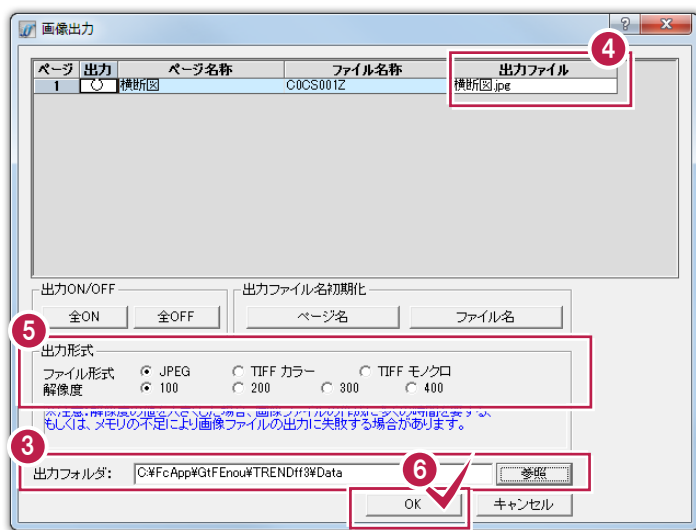 画像出力
? x
4
ページ 出力 ページ名称 ファイル名称 出力ファイル
1 横断図 C0CS001Z 横断図.jpg
出力ON/OFF 出力ファイル名初期化
全ON 全OFF ページ名 ファイル名
5
出力形式
ファイル形式 JPEG TIFF カラー TIFF モノクロ
解像度 100 200 300 400
もしくは、メモリの不足により画像ファイルの出力に失敗する場合があります。
3
出力フォルダ: C:¥FcApp¥GtFEnou¥TRENDff3¥Data 参照
6
OK キャンセル